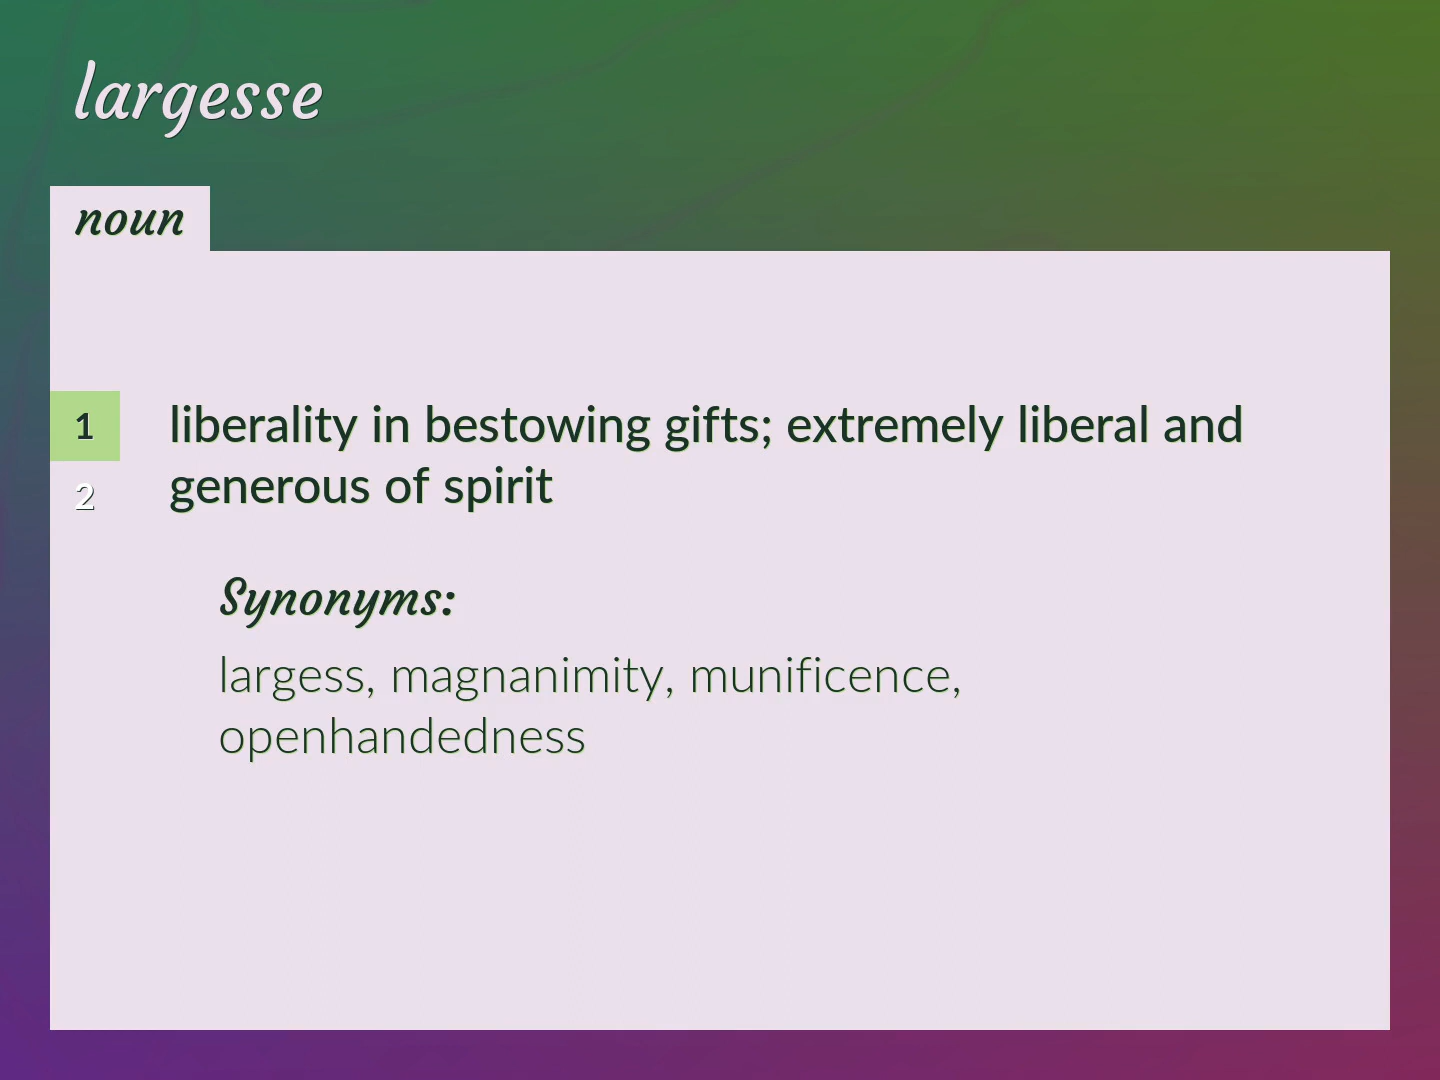 largesse
noun
1
liberality in bestowing gifts; extremely liberal and
2
generous of spirit
Synonyms:
largess, magnanimity, munificence,
openhandedness